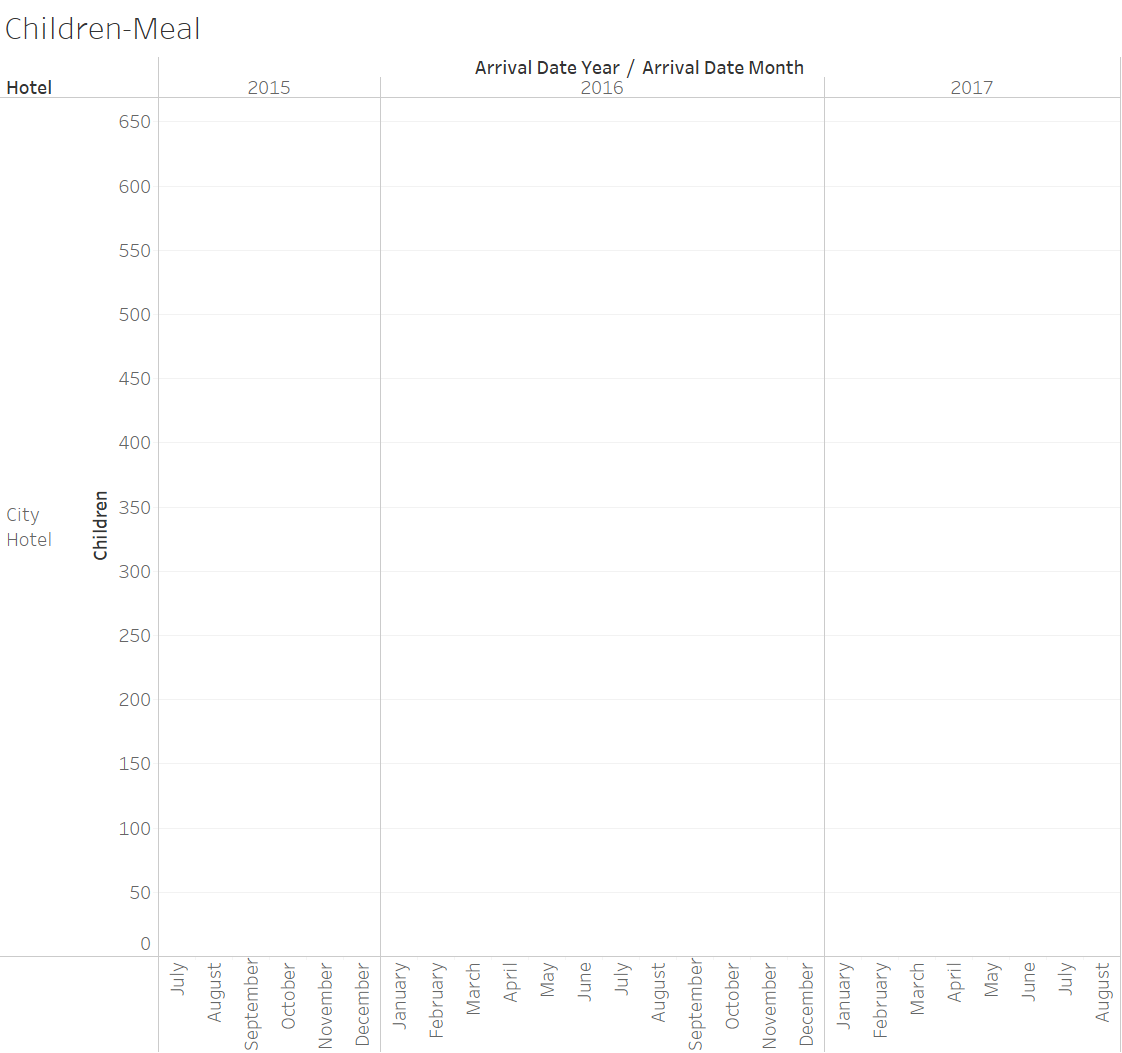 Children-Meal
Arrival Date Year / Arrival Date Month
Hotel 2015 2016 2017
650
600
550
500
450
400
350
300
250
200
150
100
50
0
City
Hotel
Children
July August September October November December January February March April May June July August September October November December January February March April May June July August